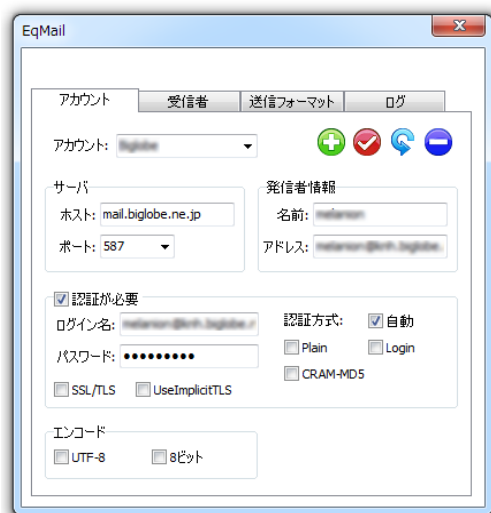 EqMail
アカウント 受信者 送信フォーマット ログ
アカウント:
サーバ
ホスト: mail.biglobe.ne.jp
ポート: 587
発信者情報
名前:
アドレス:
認証が必要
ログイン名:
パスワード: •••••••••
SSL/TLS UseImplicitTLS
認証方式: 自動
Plain Login
CRAM-MD5
エンコード
UTF-8 8ビット